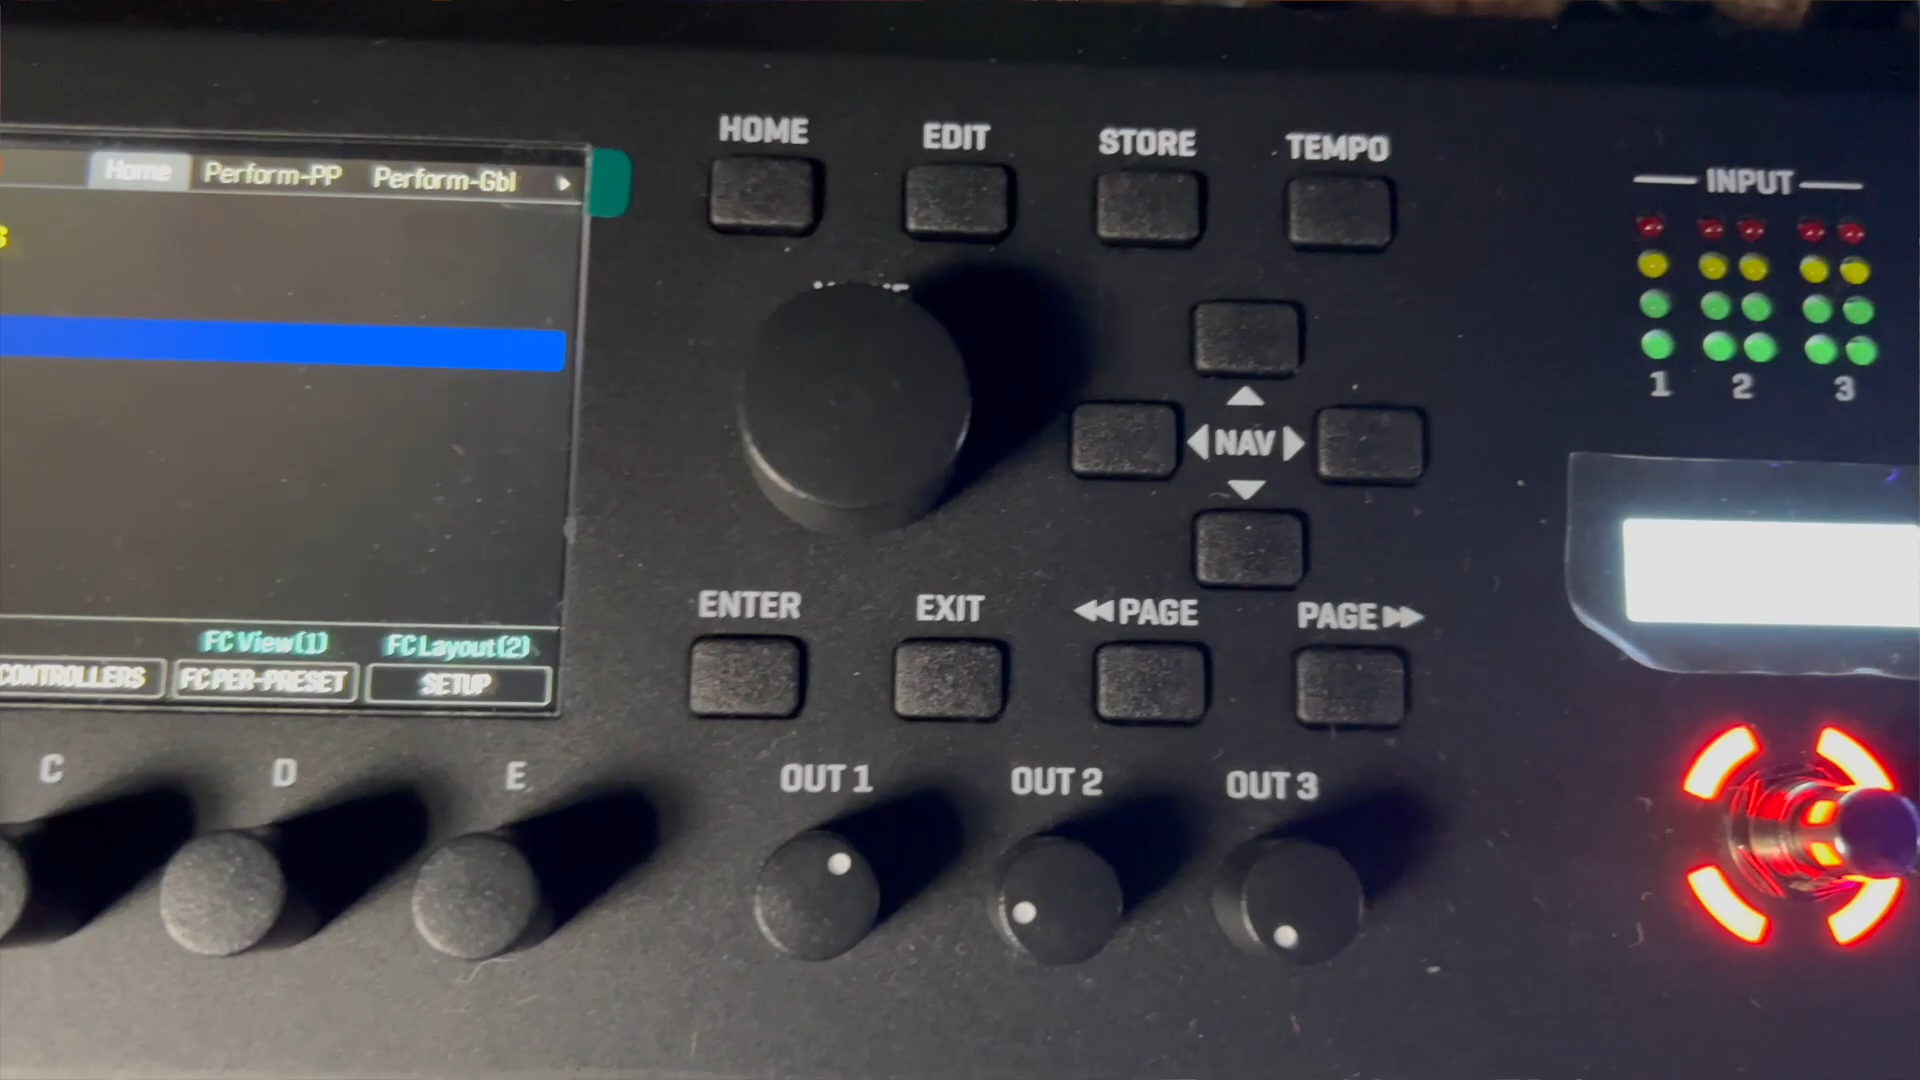 HOME EDIT STORE TEMPO
INPUT
Home Perform-PP Perform-Gbl
NAV
1 2 3
ENTER EXIT PAGE PAGE
FC View(1) FC Layout(2)
CONTROLLERS FC PER-PRESET SETUP
C D E OUT 1 OUT 2 OUT 3